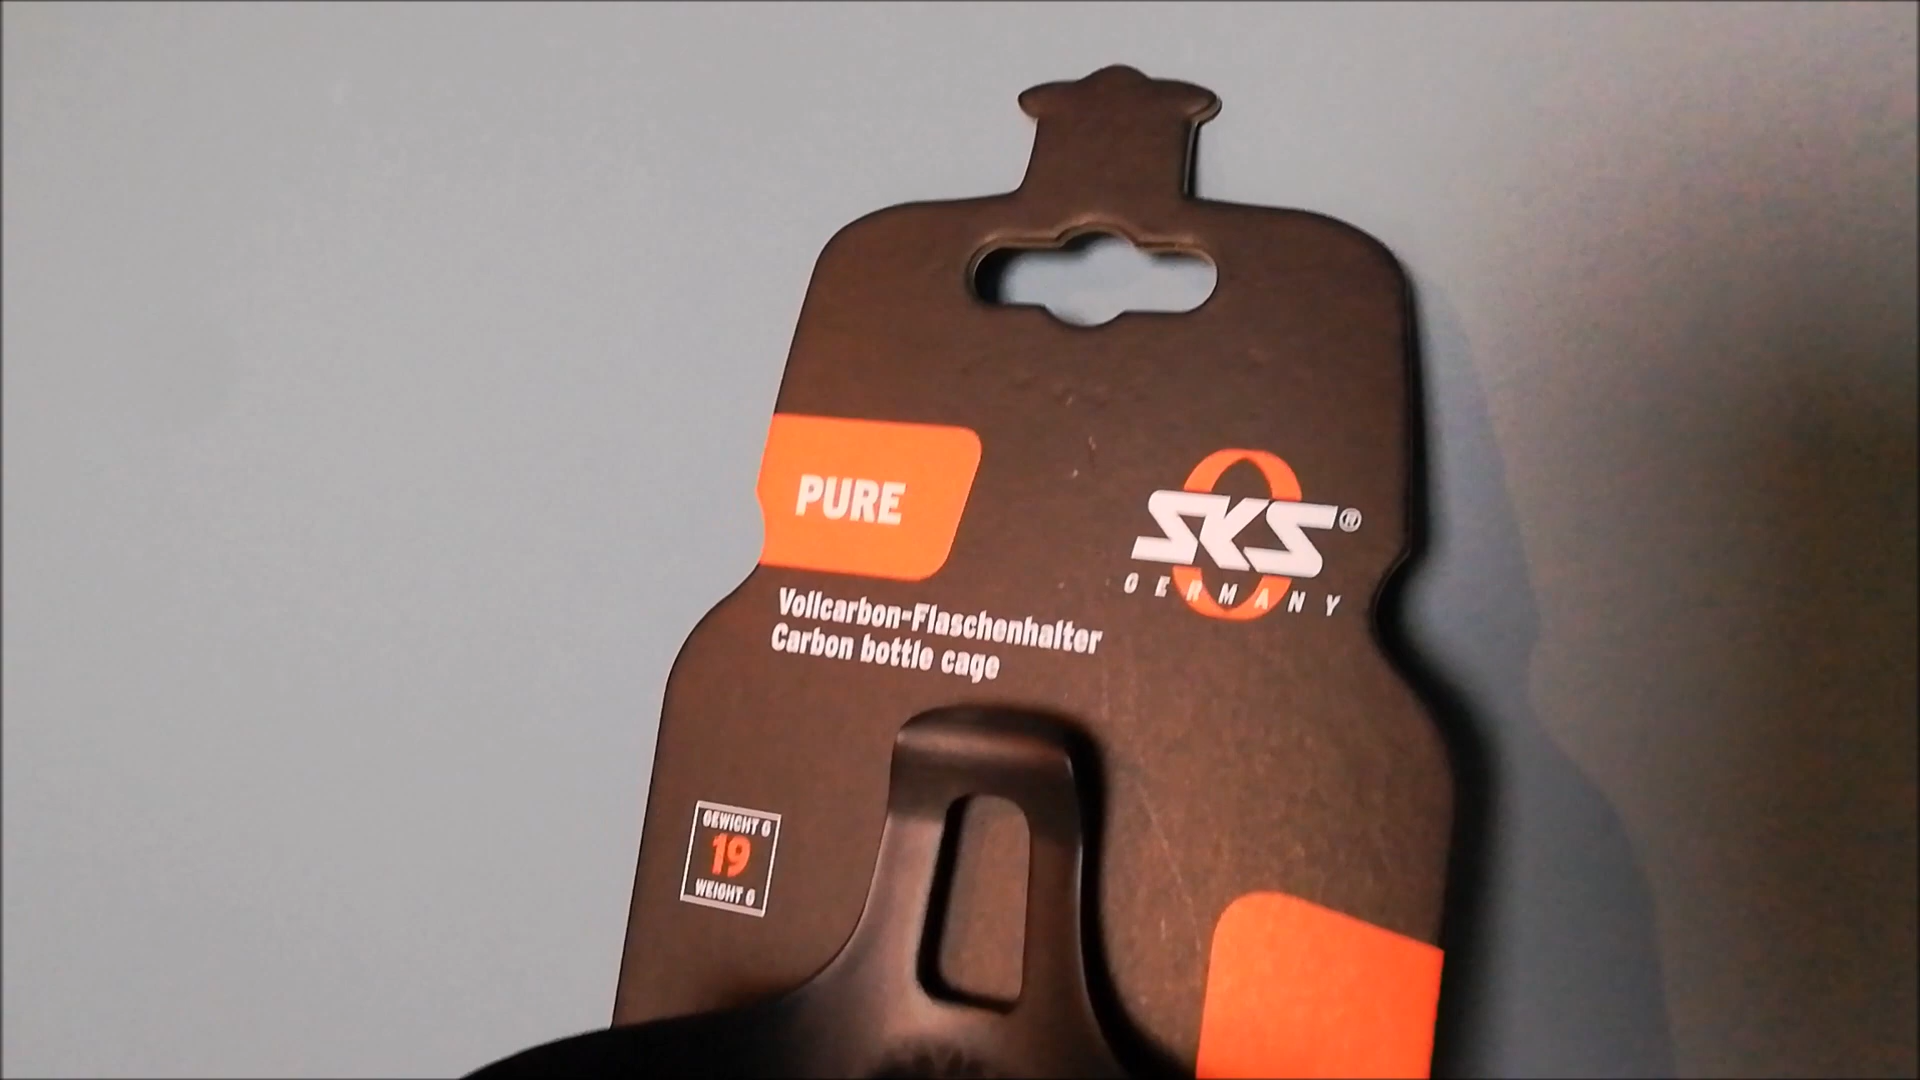 PURE
SKS®
GERMANY
Vollcarbon-Flaschenhalter
Carbon bottle cage
GEWICHT G
19
WEIGHT G